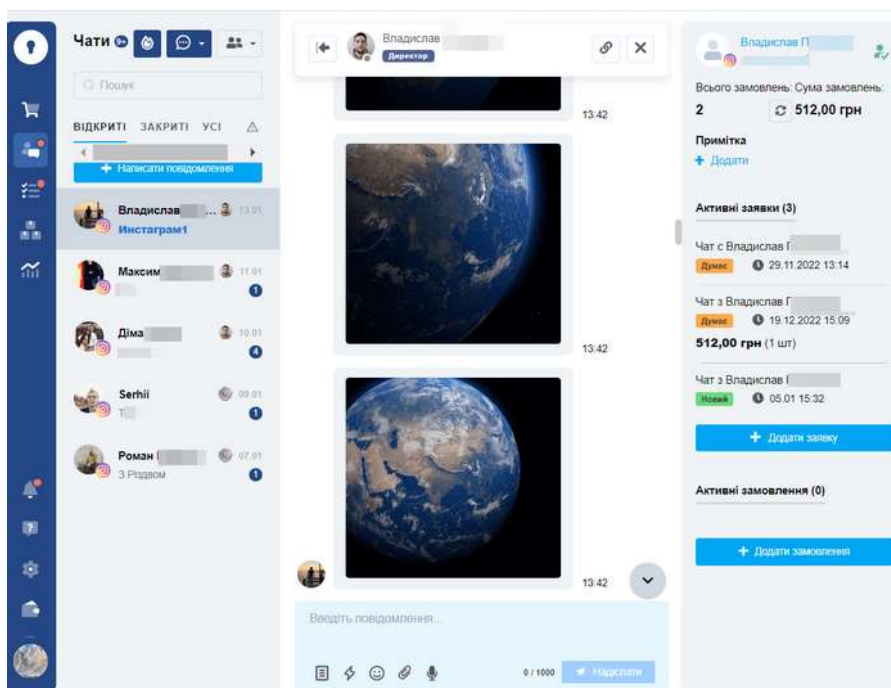 Чати 9+
Пошук
ВІДКРИТІ ЗАКРИТІ УСІ
+ Написати повідомлення
Владислав ... 13.01
Инстаграм1
Максим 11.01
1
Діма 10.01
4
Serhii 09.01
1
Роман 07.01
З Різдвом
1
Владислав
Директор
13:42
13:42
13:42
Введіть повідомлення...
0 / 1000 Надіслати
Владислав П
Всього замовлень: Сума замовлень:
2 512,00 грн
Примітка
+ Додати
Активні заявки (3)
Чат с Владислав
Думає 29.11.2022 13:14
Чат з Владислав
Думає 19.12.2022 15:09
512,00 грн (1 шт)
Чат з Владислав
Новий 05.01 15:32
+ Додати заявку
Активні замовлення (0)
+ Додати замовлення